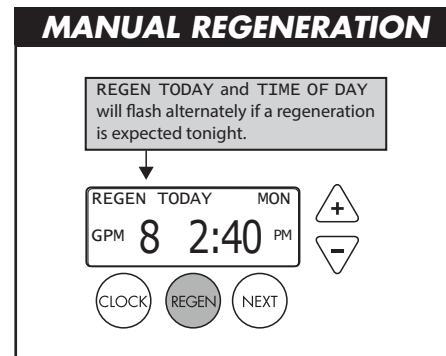 MANUAL REGENERATION
REGEN TODAY and TIME OF DAY
will flash alternately if a regeneration
is expected tonight.
REGEN TODAY MON
GPM 8 2:40 PM
+
−
CLOCK REGEN NEXT